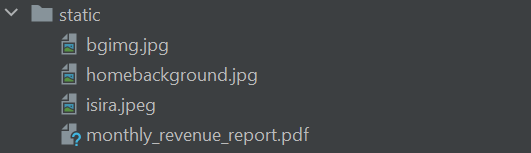 static
bgimg.jpg
homebackground.jpg
isira.jpeg
monthly_revenue_report.pdf